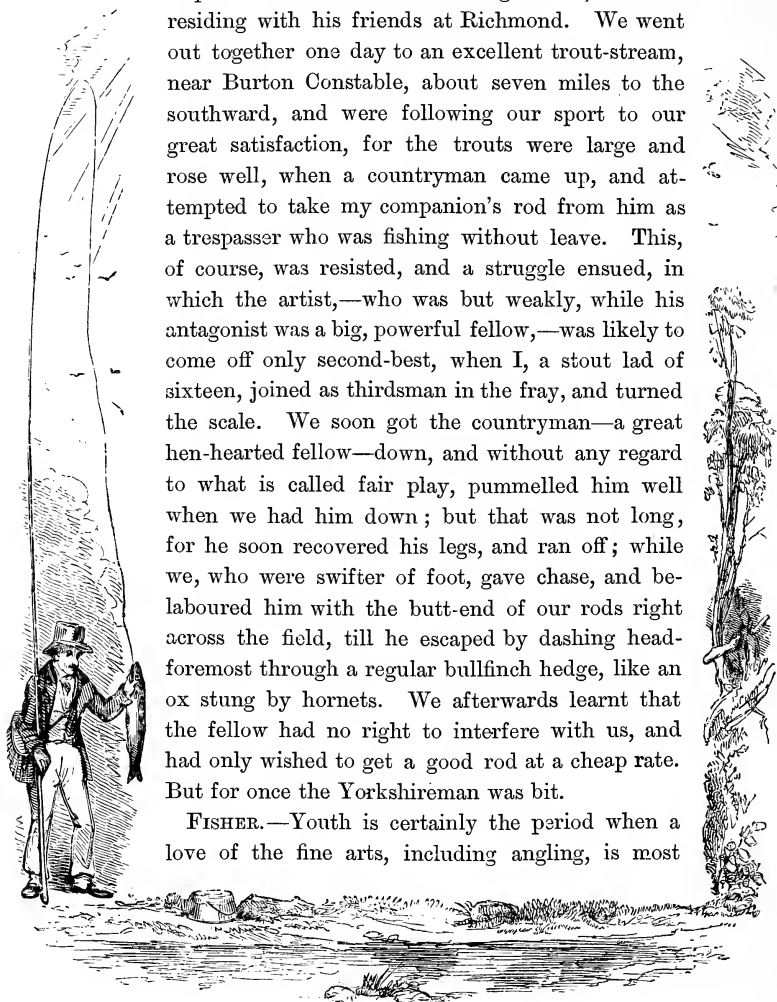 residing with his friends at Richmond. We went
out together one day to an excellent trout-stream,
near Burton Constable, about seven miles to the
southward, and were following our sport to our
great satisfaction, for the trouts were large and
rose well, when a countryman came up, and at-
tempted to take my companion's rod from him as
a trespasser who was fishing without leave. This,
of course, was resisted, and a struggle ensued, in
which the artist,—who was but weakly, while his
antagonist was a big, powerful fellow,—was likely to
come off only second-best, when I, a stout lad of
sixteen, joined as thirdsman in the fray, and turned
the scale. We soon got the countryman—a great
hen-hearted fellow—down, and without any regard
to what is called fair play, pummelled him well
when we had him down; but that was not long,
for he soon recovered his legs, and ran off; while
we, who were swifter of foot, gave chase, and be-
laboured him with the butt-end of our rods right
across the field, till he escaped by dashing head-
foremost through a regular bullfinch hedge, like an
ox stung by hornets. We afterwards learnt that
the fellow had no right to interfere with us, and
had only wished to get a good rod at a cheap rate.
But for once the Yorkshireman was bit.
FISHER.—Youth is certainly the period when a
love of the fine arts, including angling, is most